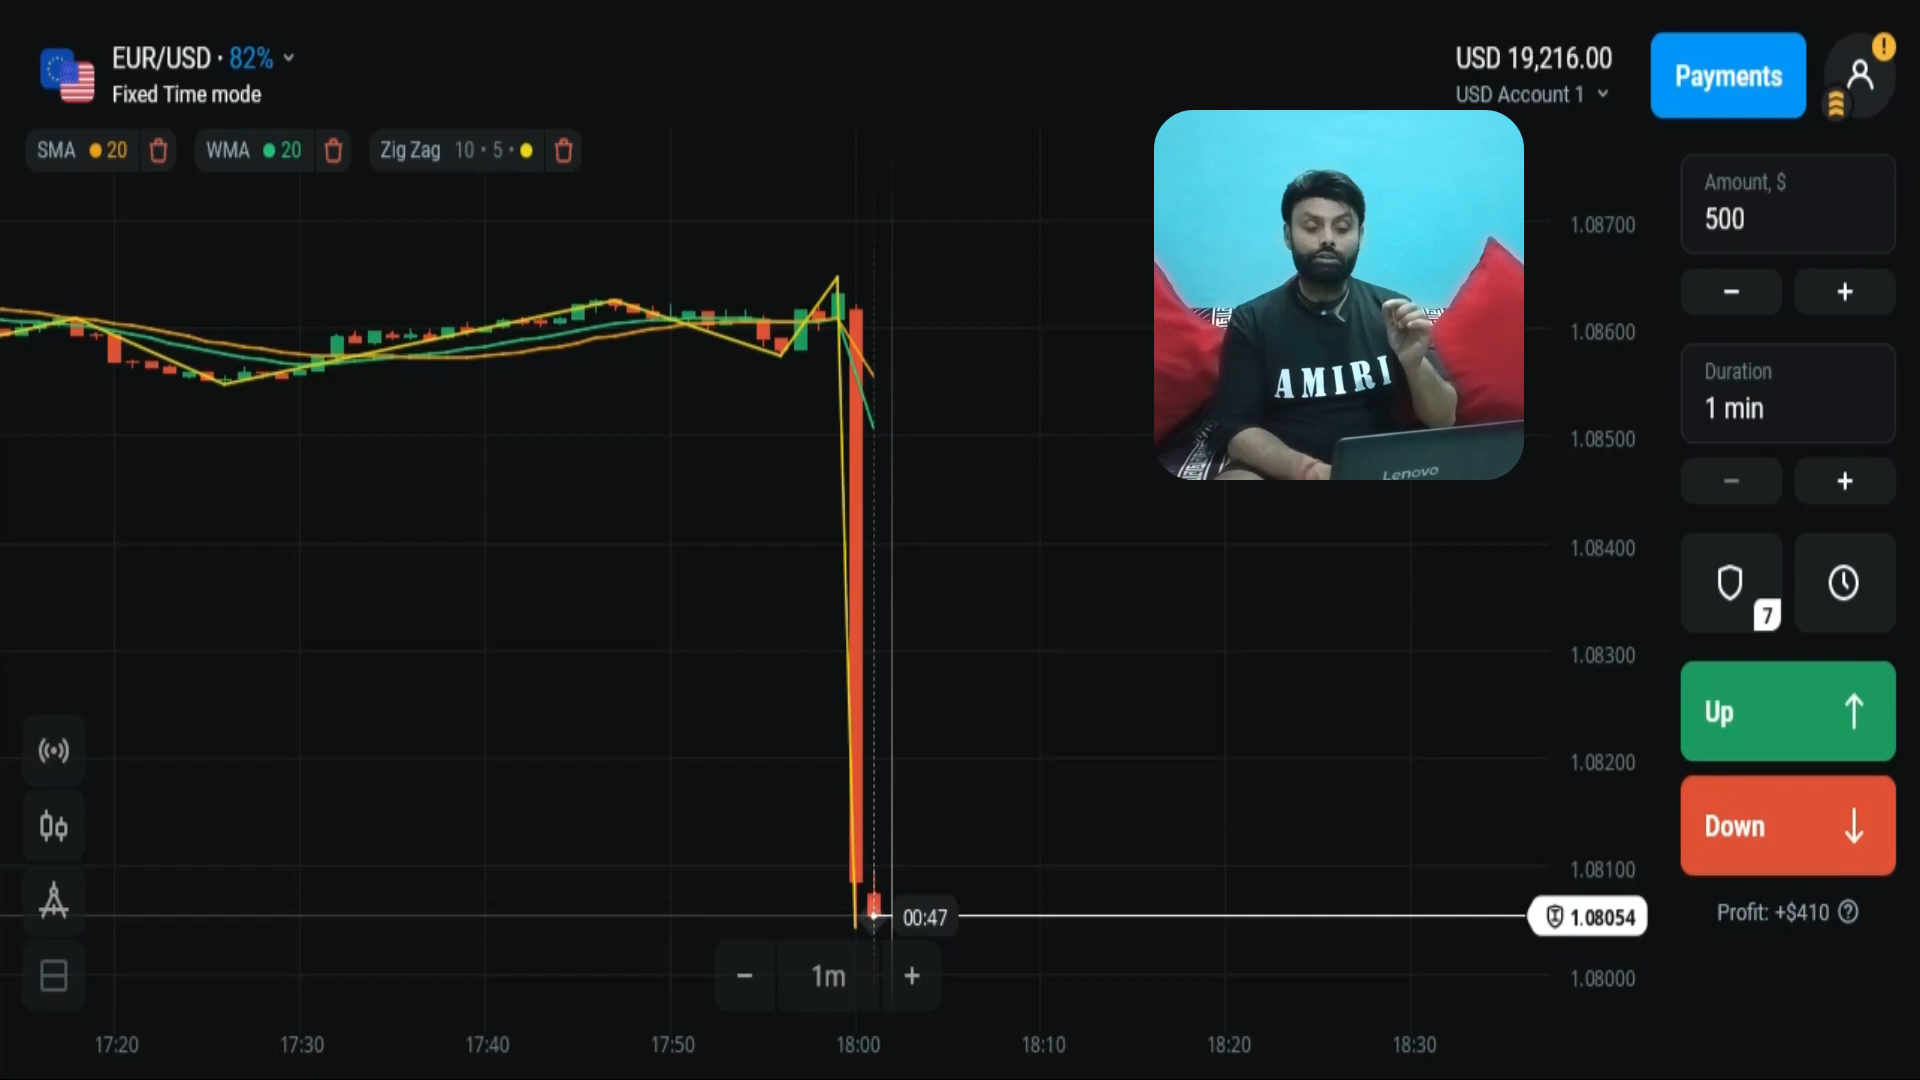 EUR/USD · 82%
Fixed Time mode
USD 19,216.00
USD Account 1
Payments
!
SMA 20
WMA 20
Zig Zag 10 · 5 ·
Amount, $
500
− +
Duration
1 min
− +
7
Up
Down
Profit: +$410 ?
AMIRI
Lenovo
1.08700
1.08600
1.08500
1.08400
1.08300
1.08200
1.08100
00:47
1.08054
1.08000
− 1m +
17:20 17:30 17:40 17:50 18:00 18:10 18:20 18:30